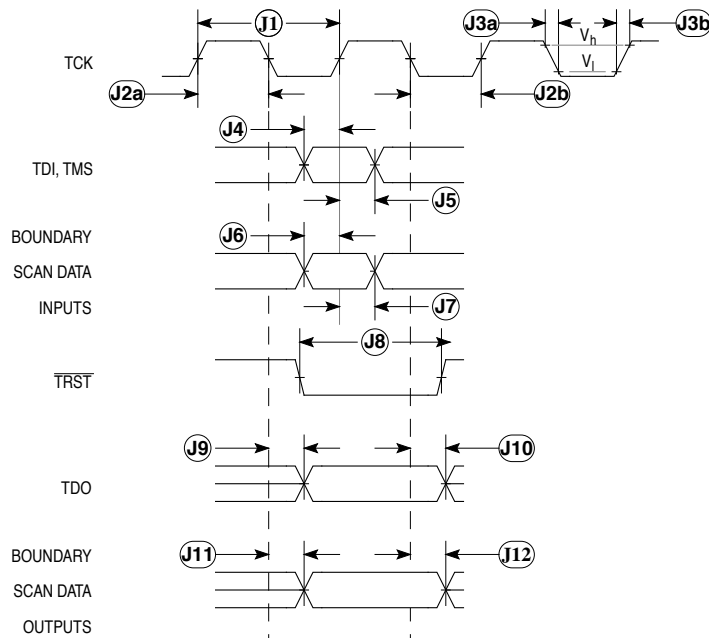 J1
J3a
J3b
Vh
TCK
Vl
J2a
J2b
J4
TDI, TMS
J5
BOUNDARY
J6
SCAN DATA
INPUTS
J7
J8
TRST
J9
J10
TDO
BOUNDARY
J11
J12
SCAN DATA
OUTPUTS